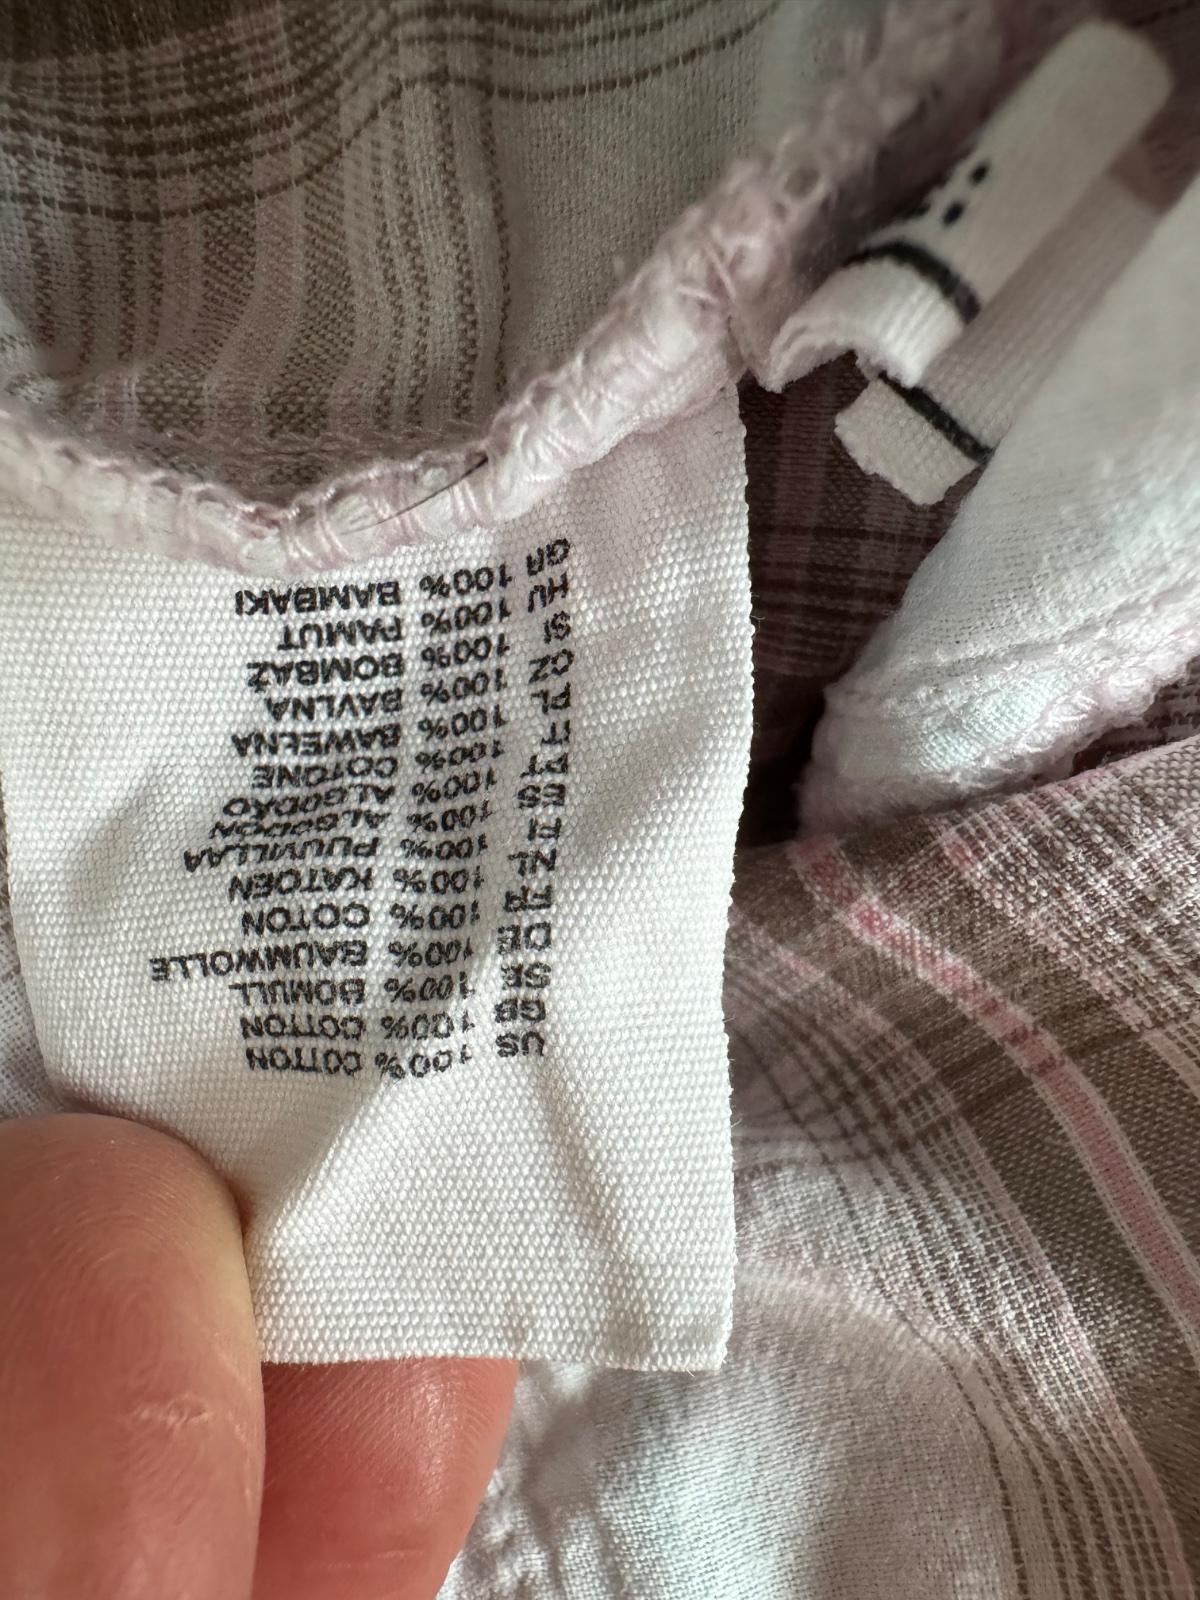 US 100% COTTON
GB 100% COTTON
SE 100% BOMULL
DE 100% BAUMWOLLE
FR 100% COTON
NL 100% KATOEN
FI 100% PUUVILLAA
ES 100% ALGODON
PT 100% ALGODÃO
IT 100% COTONE
PL 100% BAWEŁNA
CZ 100% BAVLNA
SI 100% BOMBAŽ
HU 100% PAMUT
GR 100% BAMBAKI